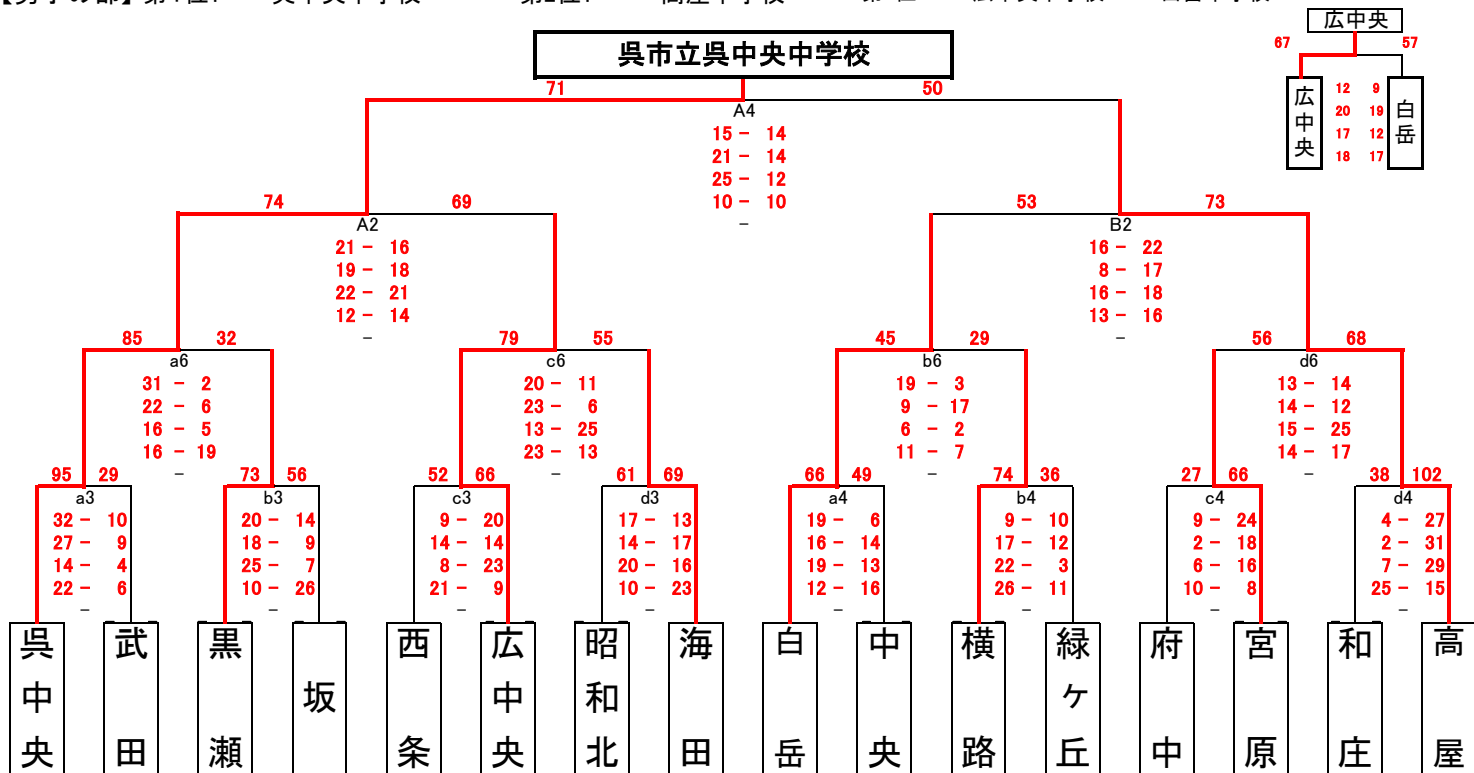 広中央
呉市立呉中央中学校
67 57
71 50
広中央 12 9 白岳
20 19
17 12
18 17
A4
15 - 14
21 - 14
25 - 12
10 - 10
-
74 69 53 73
A2 B2
21 - 16 16 - 22
19 - 18 8 - 17
22 - 21 16 - 18
12 - 14 13 - 16
- -
85 32 79 55 45 29 56 68
a6 c6 b6 d6
31 - 2 20 - 11 19 - 3 13 - 14
22 - 6 23 - 6 9 - 17 14 - 12
16 - 5 13 - 25 6 - 2 15 - 25
16 - 19 23 - 13 11 - 7 14 - 17
- - - -
95 29 73 56 52 66 61 69 66 49 74 36 27 66 38 102
a3 b3 c3 d3 a4 b4 c4 d4
32 - 10 20 - 14 9 - 20 17 - 13 19 - 6 9 - 10 9 - 24 4 - 27
27 - 9 18 - 9 14 - 14 14 - 17 16 - 14 17 - 12 2 - 18 2 - 31
14 - 4 25 - 7 8 - 23 20 - 16 19 - 13 22 - 3 6 - 16 7 - 29
22 - 6 10 - 26 21 - 9 10 - 23 12 - 16 26 - 11 10 - 8 25 - 15
- - - - - - - -
呉中央 武田 黒瀬 坂 西条 広中央 昭和北 海田 白岳 中央 横路 緑ヶ丘 府中 宮原 和庄 高屋